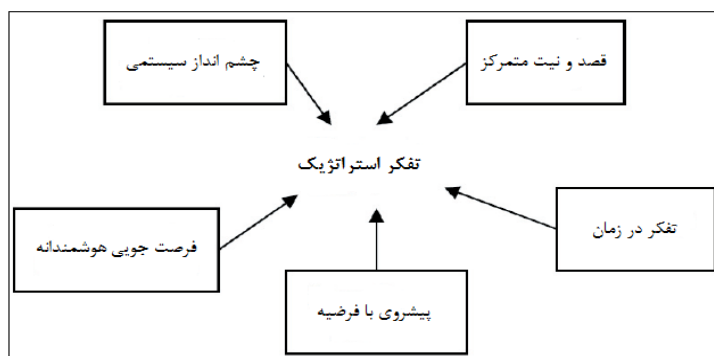 قصد و نیت متمرکز
چشم انداز سیستمی
تفکر استراتژیک
تفکر در زمان
فرصت جویی هوشمندانه
پیشروی با فرضیه